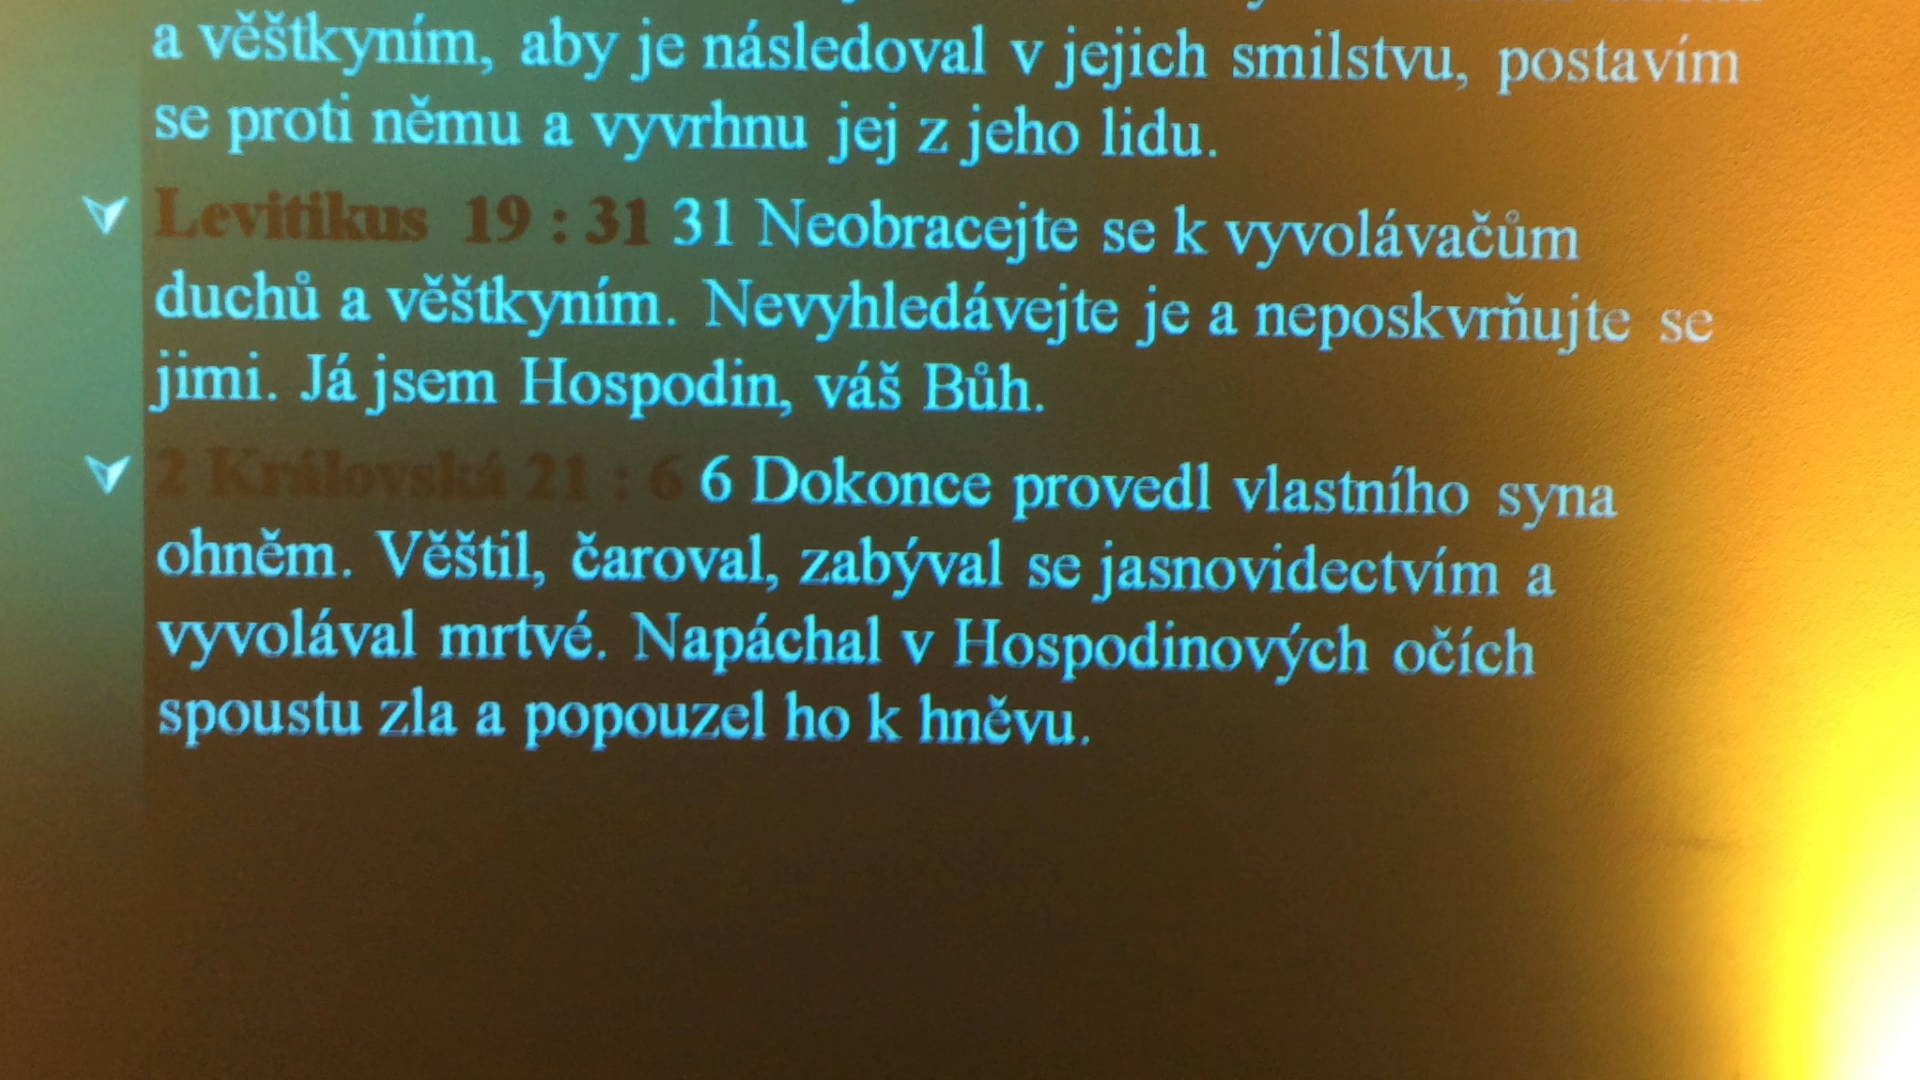 a věštkyním, aby je následoval v jejich smilstvu, postavím
se proti němu a vyvrhnu jej z jeho lidu.
Levitikus 19 : 31 31 Neobracejte se k vyvolávačům
duchů a věštkyním. Nevyhledávejte je a neposkvrňujte se
jimi. Já jsem Hospodin, váš Bůh.
2 Královská 21 : 6 6 Dokonce provedl vlastního syna
ohněm. Věštil, čaroval, zabýval se jasnovidectvím a
vyvolával mrtvé. Napáchal v Hospodinových očích
spoustu zla a popouzel ho k hněvu.